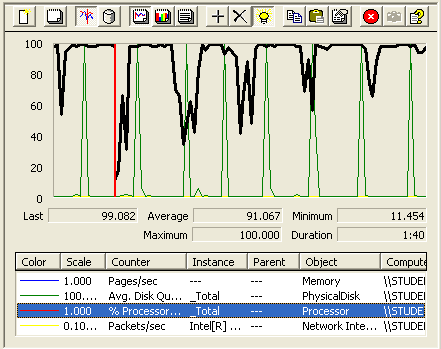 100
80
60
40
20
0
Last 99.082 Average 91.067 Minimum 11.454
Maximum 100.000 Duration 1:40
Color Scale Counter Instance Parent Object Compute
1.000 Pages/sec --- --- Memory \\STUDE
100.... Avg. Disk Qu... _Total --- PhysicalDisk \\STUDE
1.000 % Processor... _Total --- Processor \\STUDE
0.10... Packets/sec Intel[R] ... --- Network Inte... \\STUDE